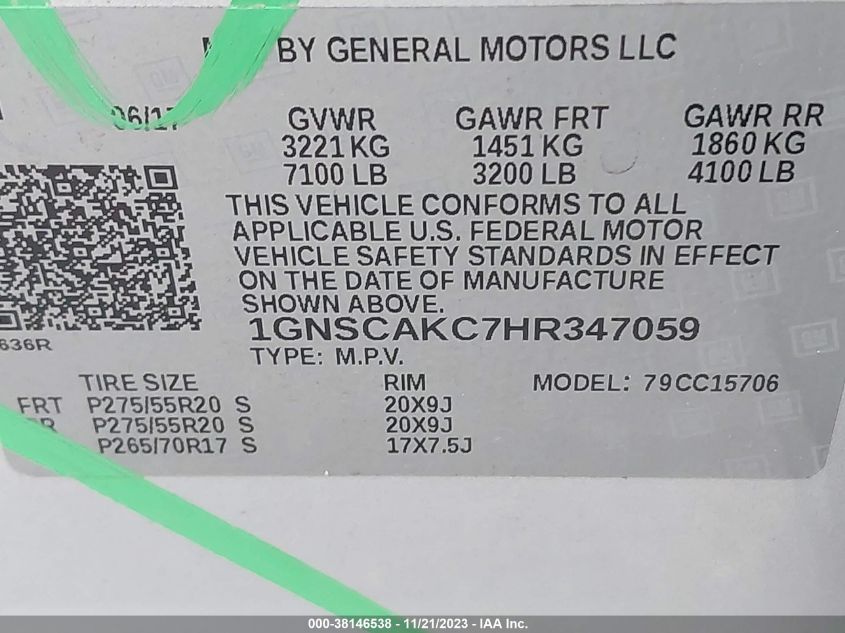 BY GENERAL MOTORS LLC
06/17 GVWR GAWR FRT GAWR RR
3221 KG 1451 KG 1860 KG
7100 LB 3200 LB 4100 LB
THIS VEHICLE CONFORMS TO ALL
APPLICABLE U.S. FEDERAL MOTOR
VEHICLE SAFETY STANDARDS IN EFFECT
ON THE DATE OF MANUFACTURE
SHOWN ABOVE.
1GNSCAKC7HR347059
636R TYPE: M.P.V.
TIRE SIZE RIM MODEL: 79CC15706
FRT P275/55R20 S 20X9J
P275/55R20 S 20X9J
P265/70R17 S 17X7.5J
000-38146538 - 11/21/2023 - IAA Inc.